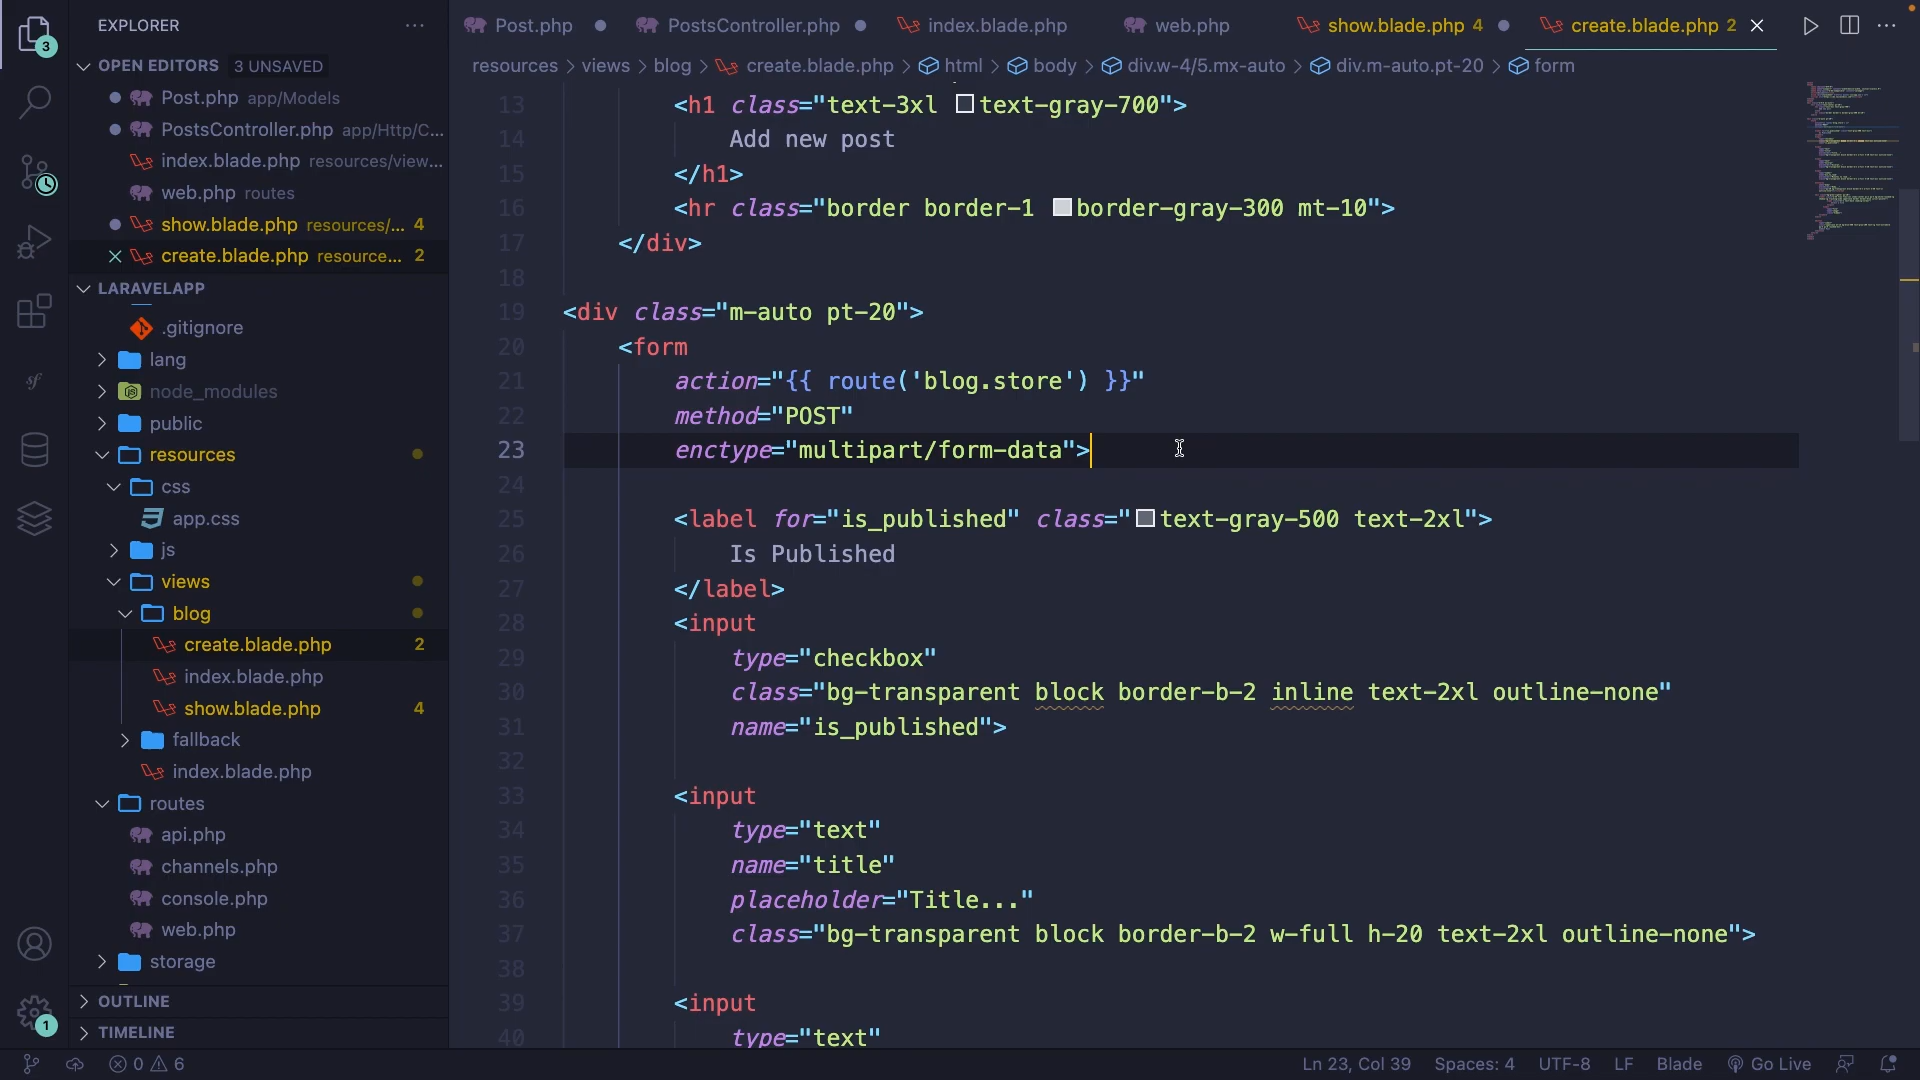 EXPLORER
OPEN EDITORS 3 UNSAVED
Post.php app/Models
PostsController.php app/Http/C...
index.blade.php resources/view...
web.php routes
show.blade.php resources/... 4
create.blade.php resource... 2
LARAVELAPP
.gitignore
lang
node_modules
public
resources
css
app.css
js
views
blog
create.blade.php 2
index.blade.php
show.blade.php 4
fallback
index.blade.php
routes
api.php
channels.php
console.php
web.php
storage
OUTLINE
TIMELINE
3
1
Post.php PostsController.php index.blade.php web.php show.blade.php 4 create.blade.php 2
resources > views > blog > create.blade.php > html > body > div.w-4/5.mx-auto > div.m-auto.pt-20 > form
13 <h1 class="text-3xl text-gray-700">
14 Add new post
15 </h1>
16 <hr class="border border-1 border-gray-300 mt-10">
17 </div>
18
19 <div class="m-auto pt-20">
20 <form
21 action="{{ route('blog.store') }}"
22 method="POST"
23 enctype="multipart/form-data">
24
25 <label for="is_published" class="text-gray-500 text-2xl">
26 Is Published
27 </label>
28 <input
29 type="checkbox"
30 class="bg-transparent block border-b-2 inline text-2xl outline-none"
31 name="is_published">
32
33 <input
34 type="text"
35 name="title"
36 placeholder="Title..."
37 class="bg-transparent block border-b-2 w-full h-20 text-2xl outline-none">
38
39 <input
40 type="text"
0 6 Ln 23, Col 39 Spaces: 4 UTF-8 LF Blade Go Live